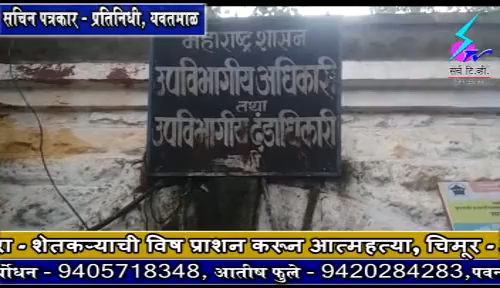 सचिन पत्रकार - प्रतिनिधी, यवतमाळ
सर्च टि.व्ही.
महाराष्ट्र शासन
उपविभागीय अधिकारी
तथा
उपविभागीय दंडाधिकारी
रा - शेतकऱ्याची विष प्राशन करून आत्महत्या, चिमूर -
र्बोधन - 9405718348, आतीष फुले - 9420284283,पवन